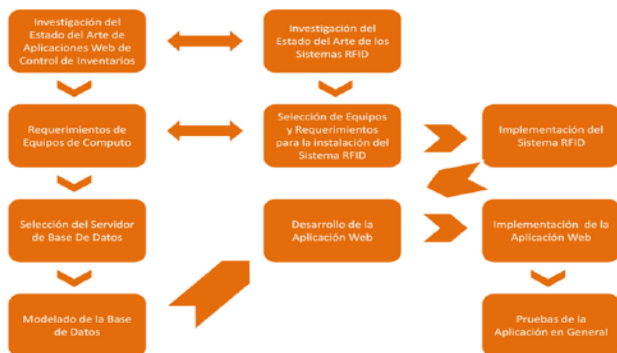 Investigación del
Estado del Arte de
Aplicaciones Web de
Control de Inventarios
Investigación del
Estado del Arte de los
Sistemas RFID
Requerimientos de
Equipos de Computo
Selección de Equipos
y Requerimientos
para la instalación del
Sistema RFID
Implementación del
Sistema RFID
Selección del Servidor
de Base De Datos
Desarrollo de la
Aplicación Web
Implementación de la
Aplicación Web
Modelado de la Base
de Datos
Pruebas de la
Aplicación en General